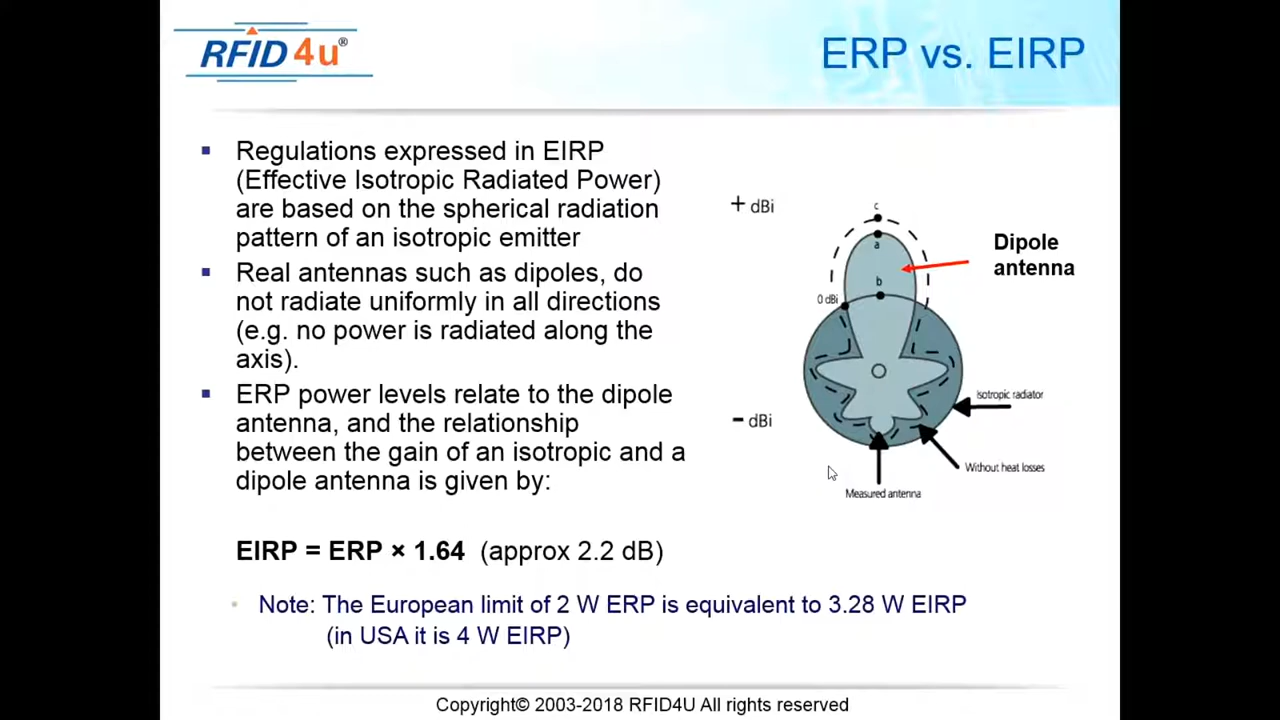 RFID4u®
ERP vs. EIRP
▪ Regulations expressed in EIRP
(Effective Isotropic Radiated Power)
are based on the spherical radiation
pattern of an isotropic emitter
▪ Real antennas such as dipoles, do
not radiate uniformly in all directions
(e.g. no power is radiated along the
axis).
▪ ERP power levels relate to the dipole
antenna, and the relationship
between the gain of an isotropic and a
dipole antenna is given by:
EIRP = ERP × 1.64 (approx 2.2 dB)
• Note: The European limit of 2 W ERP is equivalent to 3.28 W EIRP
(in USA it is 4 W EIRP)
+ dBi
c
a
Dipole
antenna
b
0 dBi
Isotropic radiator
- dBi
Without heat losses
Measured antenna
Copyright© 2003-2018 RFID4U All rights reserved